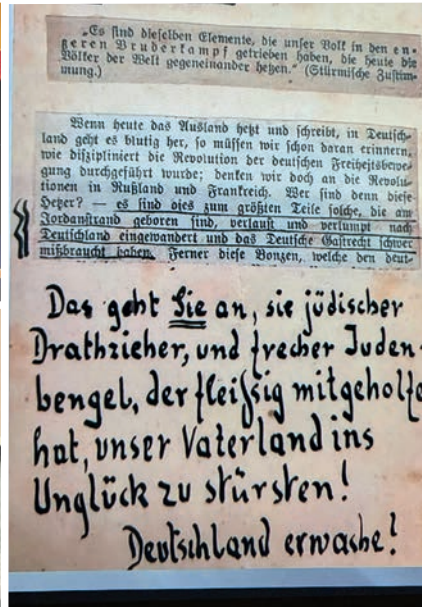 „Es sind dieselben Elemente, die unser Volk in den en-
geren Bruderkampf getrieben haben, die heute die
Völker der Welt gegeneinander hetzen.“ (Stürmische Zustim-
mung.)
Wenn heute das Ausland hetzt und schreibt, in Deutsch-
land geht es blutig her, so müssen wir schon daran erinnern,
wie diszipliniert die Revolution der deutschen Freiheitsbewe-
gung durchgeführt wurde; denken wir doch an die Revolu-
tionen in Rußland und Frankreich. Wer sind denn diese
Hetzer? — es sind dies zum größten Teile solche, die am
Jordanstrand geboren sind, verlaust und verlumpt nach
Deutschland eingewandert und das Deutsche Gastrecht schwer
mißbraucht haben. Ferner diese Bonzen, welche den deut-
Das geht Sie an, sie jüdischer
Drathzieher, und frecher Juden-
bengel, der fleißig mitgeholfe
hat, unser Vaterland ins
Unglück zu stürsten!
Deutschland erwache!